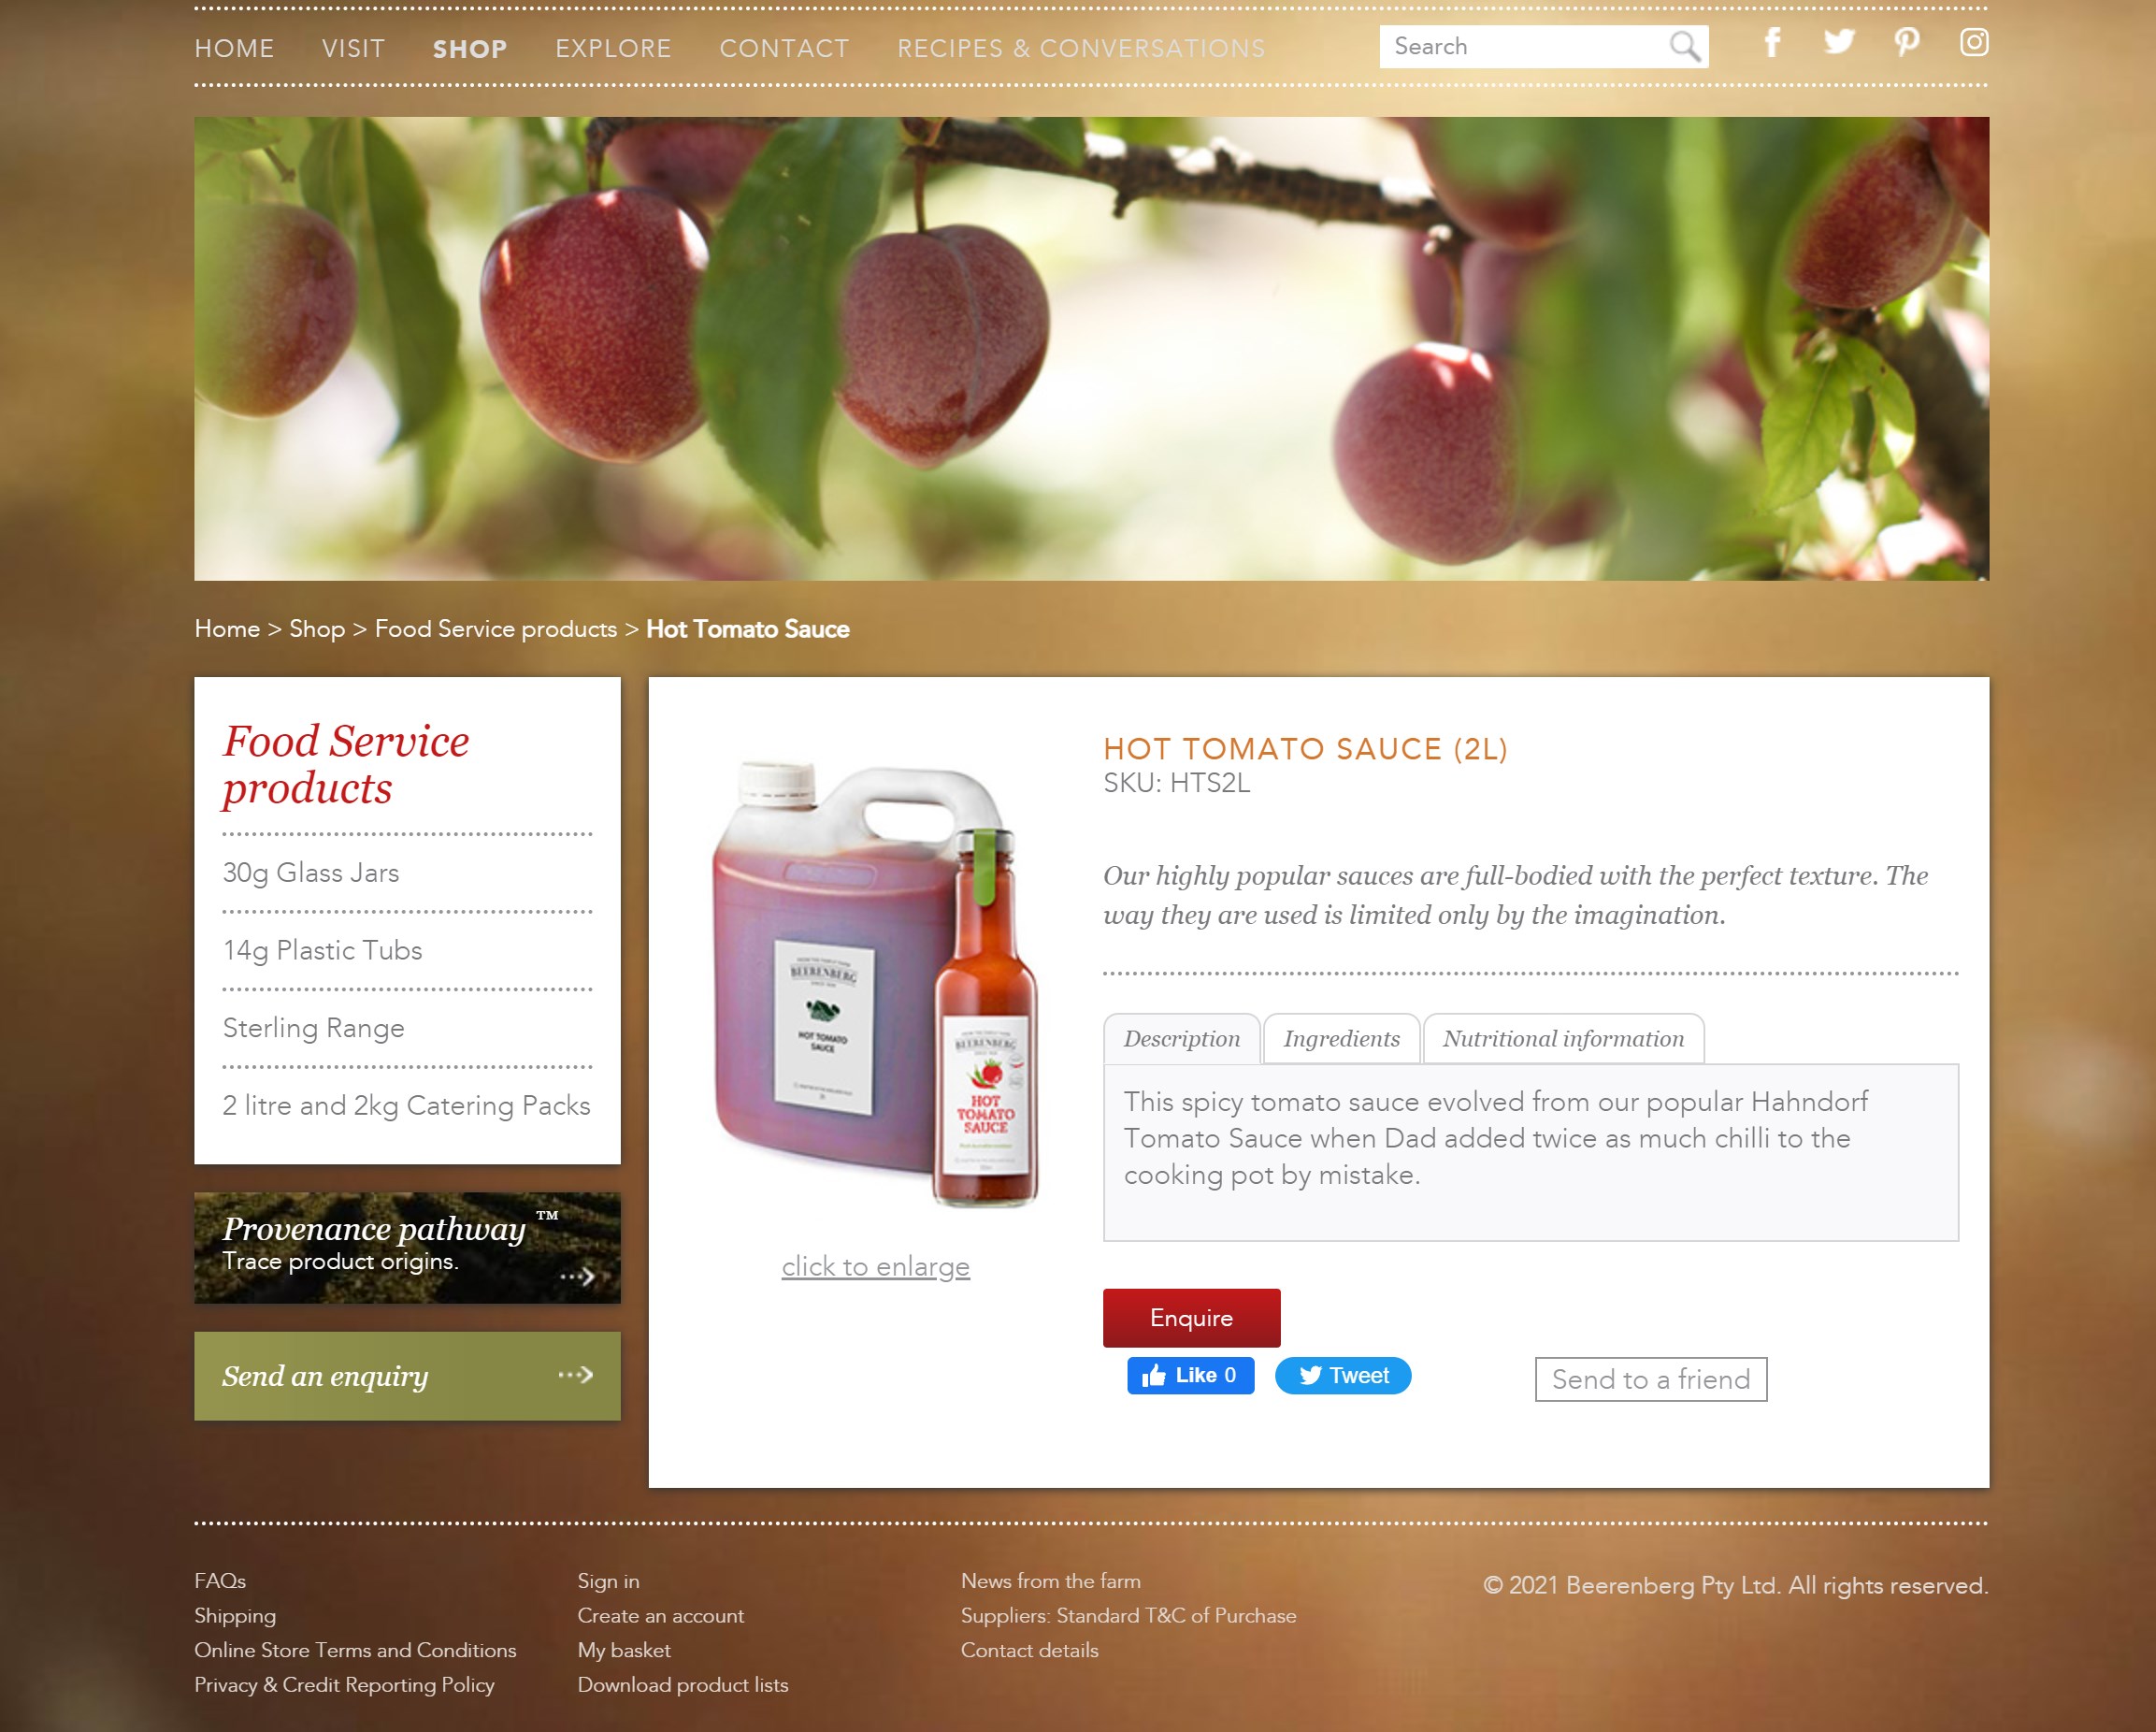 HOME VISIT SHOP EXPLORE CONTACT RECIPES & CONVERSATIONS Search
Home > Shop > Food Service products > Hot Tomato Sauce
Food Service
products
30g Glass Jars
14g Plastic Tubs
Sterling Range
2 litre and 2kg Catering Packs
Provenance pathway ™
Trace product origins.
Send an enquiry
BEERENBERG
HOT TOMATO
SAUCE
BEERENBERG
HOT
TOMATO
SAUCE
click to enlarge
HOT TOMATO SAUCE (2L)
SKU: HTS2L
Our highly popular sauces are full-bodied with the perfect texture. The
way they are used is limited only by the imagination.
Description Ingredients Nutritional information
This spicy tomato sauce evolved from our popular Hahndorf
Tomato Sauce when Dad added twice as much chilli to the
cooking pot by mistake.
Enquire
Like 0 Tweet Send to a friend
FAQs
Shipping
Online Store Terms and Conditions
Privacy & Credit Reporting Policy
Sign in
Create an account
My basket
Download product lists
News from the farm
Suppliers: Standard T&C of Purchase
Contact details
© 2021 Beerenberg Pty Ltd. All rights reserved.